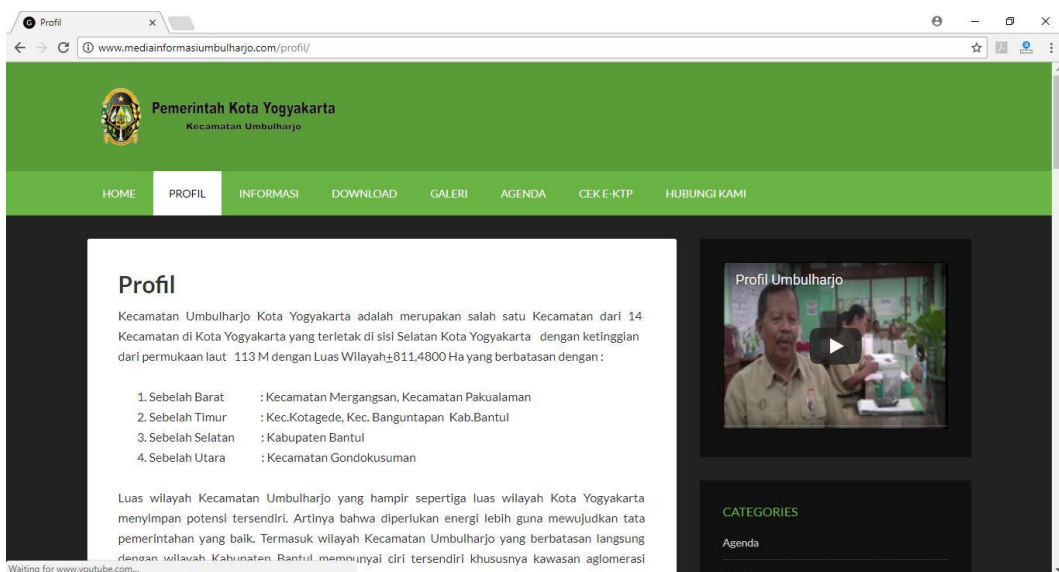 Profil
www.mediainformasiumbulharjo.com/profil/
Pemerintah Kota Yogyakarta
Kecamatan Umbulharjo
HOME PROFIL INFORMASI DOWNLOAD GALERI AGENDA CEK E-KTP HUBUNGI KAMI
Profil
Kecamatan Umbulharjo Kota Yogyakarta adalah merupakan salah satu Kecamatan dari 14
Kecamatan di Kota Yogyakarta yang terletak di sisi Selatan Kota Yogyakarta dengan ketinggian
dari permukaan laut 113 M dengan Luas Wilayah±811,4800 Ha yang berbatasan dengan :
1. Sebelah Barat : Kecamatan Mergangsan, Kecamatan Pakualaman
2. Sebelah Timur : Kec.Kotagede, Kec. Banguntapan Kab.Bantul
3. Sebelah Selatan : Kabupaten Bantul
4. Sebelah Utara : Kecamatan Gondokusuman
Luas wilayah Kecamatan Umbulharjo yang hampir sepertiga luas wilayah Kota Yogyakarta
menyimpan potensi tersendiri. Artinya bahwa diperlukan energi lebih guna mewujudkan tata
pemerintahan yang baik. Termasuk wilayah Kecamatan Umbulharjo yang berbatasan langsung
dengan wilayah Kabupaten Bantul mempunyai ciri tersendiri khususnya kawasan aglomerasi
Profil Umbulharjo
CATEGORIES
Agenda
Waiting for www.youtube.com...